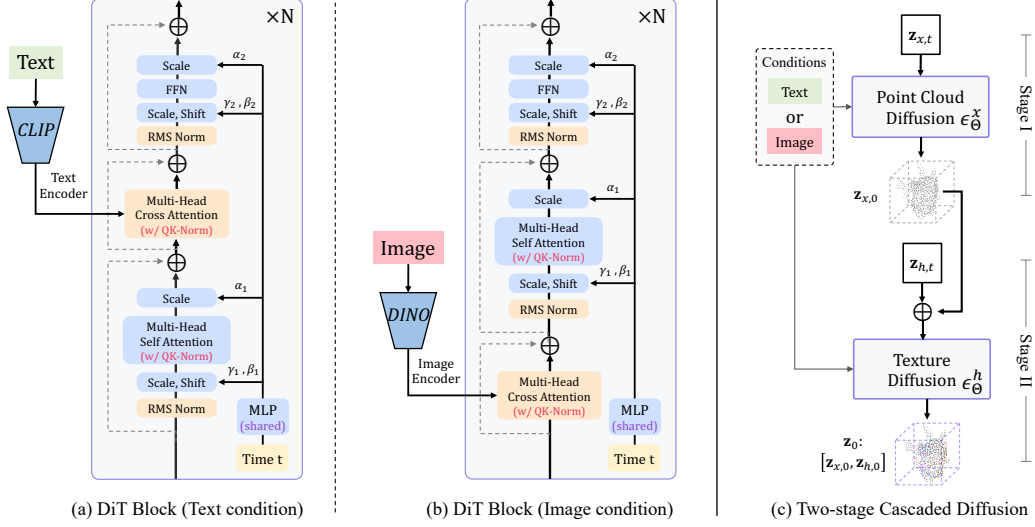 ×N
Scale
α₂
FFN
Scale, Shift
γ₂ , β₂
RMS Norm
Text
CLIP
Text
Encoder
Multi-Head
Cross Attention
(w/ QK-Norm)
Scale
α₁
Multi-Head
Self Attention
(w/ QK-Norm)
Scale, Shift
γ₁ , β₁
RMS Norm
MLP
(shared)
Time t
(a) DiT Block (Text condition)
×N
Scale
α₂
FFN
Scale, Shift
γ₂ , β₂
RMS Norm
Scale
α₁
Multi-Head
Self Attention
(w/ QK-Norm)
Scale, Shift
γ₁ , β₁
RMS Norm
Image
DINO
Image
Encoder
Multi-Head
Cross Attention
(w/ QK-Norm)
MLP
(shared)
Time t
(b) DiT Block (Image condition)
Conditions
Text
or
Image
z_{x,t}
Point Cloud
Diffusion ϵ_Θ^x
z_{x,0}
Stage I
z_{h,t}
Texture
Diffusion ϵ_Θ^h
z₀:
[z_{x,0}, z_{h,0}]
Stage II
(c) Two-stage Cascaded Diffusion